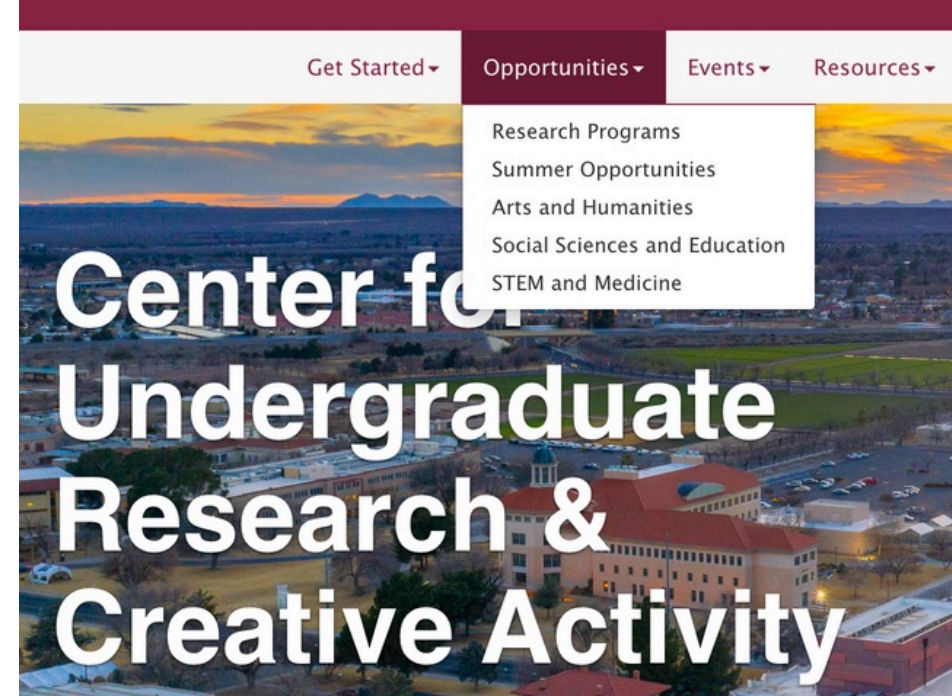 Get Started Opportunities Events Resources
Research Programs
Summer Opportunities
Arts and Humanities
Social Sciences and Education
STEM and Medicine
Center for
Undergraduate
Research &
Creative Activity